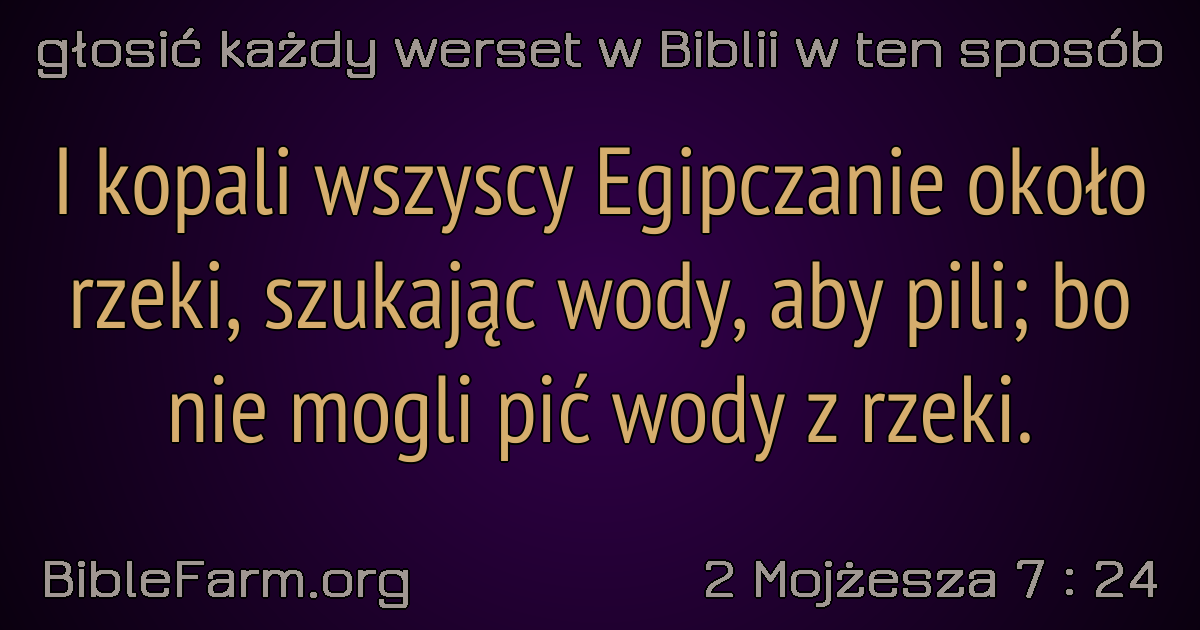 głosić każdy werset w Biblii w ten sposób
I kopali wszyscy Egipczanie około
rzeki, szukając wody, aby pili; bo
nie mogli pić wody z rzeki.
BibleFarm.org
2 Mojżesza 7 : 24